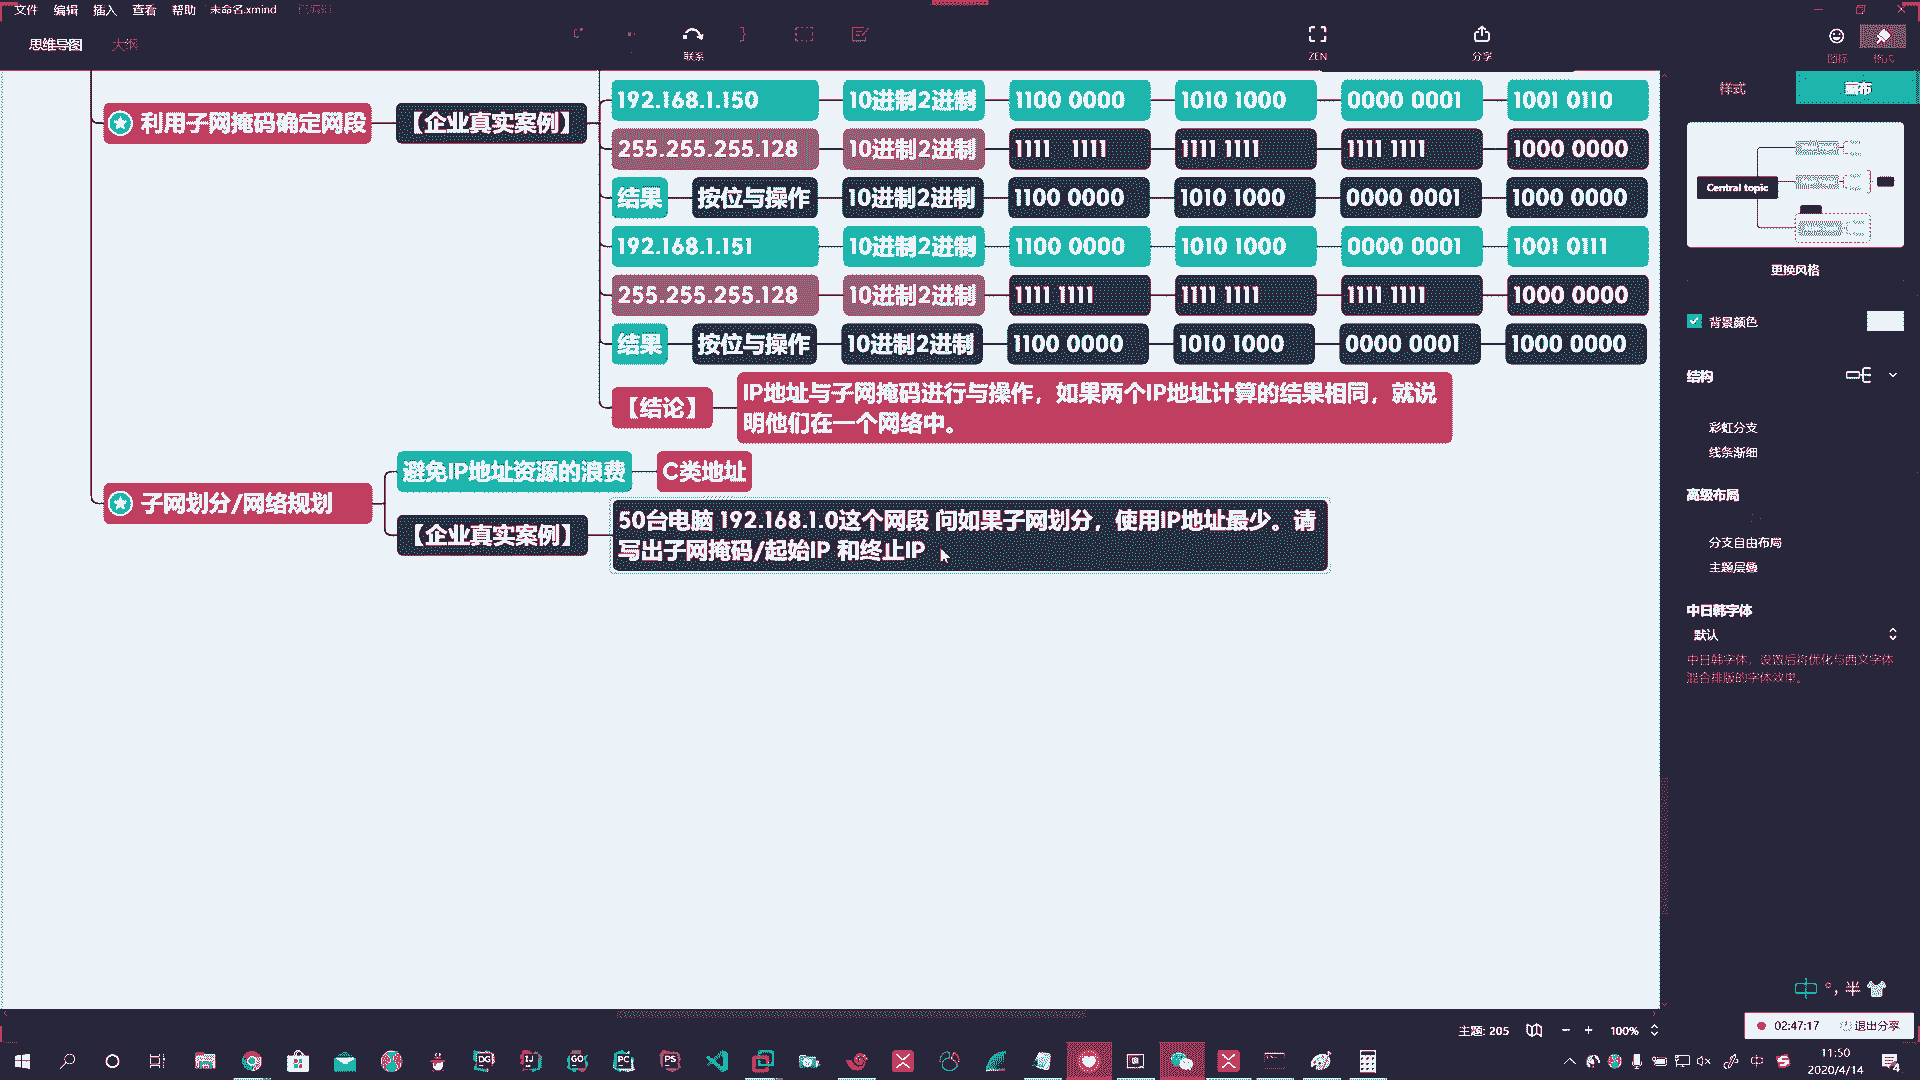 文件 编辑 插入 查看 帮助 未命名.xmind 已编辑
思维导图 大纲
联系 ZEN 分享 图标 格式
样式 画布
192.168.1.150 10进制2进制 1100 0000 1010 1000 0000 0001 1001 0110
利用子网掩码确定网段 【企业真实案例】
255.255.255.128 10进制2进制 1111 1111 1111 1111 1111 1111 1000 0000
结果 按位与操作 10进制2进制 1100 0000 1010 1000 0000 0001 1000 0000
192.168.1.151 10进制2进制 1100 0000 1010 1000 0000 0001 1001 0111
255.255.255.128 10进制2进制 1111 1111 1111 1111 1111 1111 1000 0000
结果 按位与操作 10进制2进制 1100 0000 1010 1000 0000 0001 1000 0000
【结论】 IP地址与子网掩码进行与操作，如果两个IP地址计算的结果相同，就说
明他们在一个网络中。
避免IP地址资源的浪费 C类地址
子网划分/网络规划
【企业真实案例】 50台电脑 192.168.1.0这个网段 问如果子网划分，使用IP地址最少。请
写出子网掩码/起始IP 和终止IP
Central topic
更换风格
背景颜色
结构
彩虹分支
线条渐细
高级布局
分支自由布局
主题层叠
中日韩字体
默认
中日韩字体，设置后将优化与西文字体
混合排版的字体效果。
中 °, 半
主题: 205 − + 100%
02:47:17 退出分享
DG IJ GO PC PS
中 11:50
2020/4/14
4